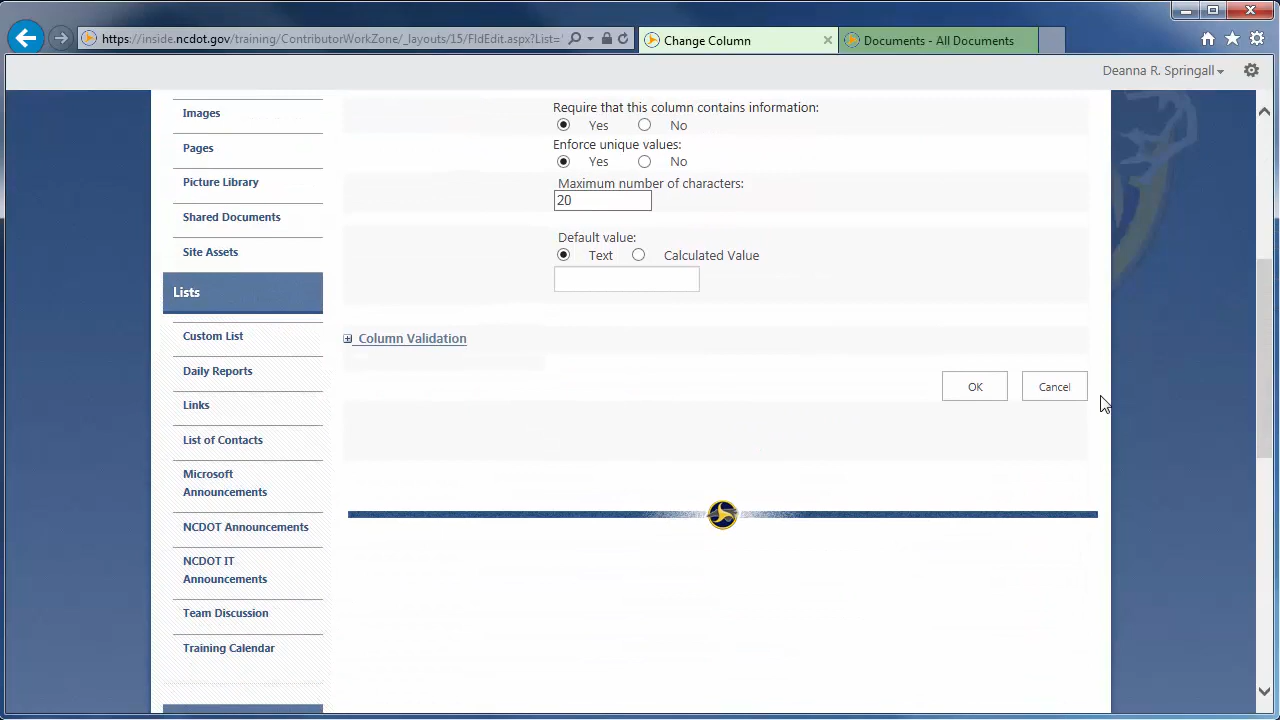 https://inside.ncdot.gov/training/ContributorWorkZone/_layouts/15/FldEdit.aspx?List=
Change Column
Documents - All Documents
Deanna R. Springall
Images
Pages
Picture Library
Shared Documents
Site Assets
Lists
Custom List
Daily Reports
Links
List of Contacts
Microsoft
Announcements
NCDOT Announcements
NCDOT IT
Announcements
Team Discussion
Training Calendar
Require that this column contains information:
Yes No
Enforce unique values:
Yes No
Maximum number of characters:
20
Default value:
Text Calculated Value
Column Validation
OK Cancel